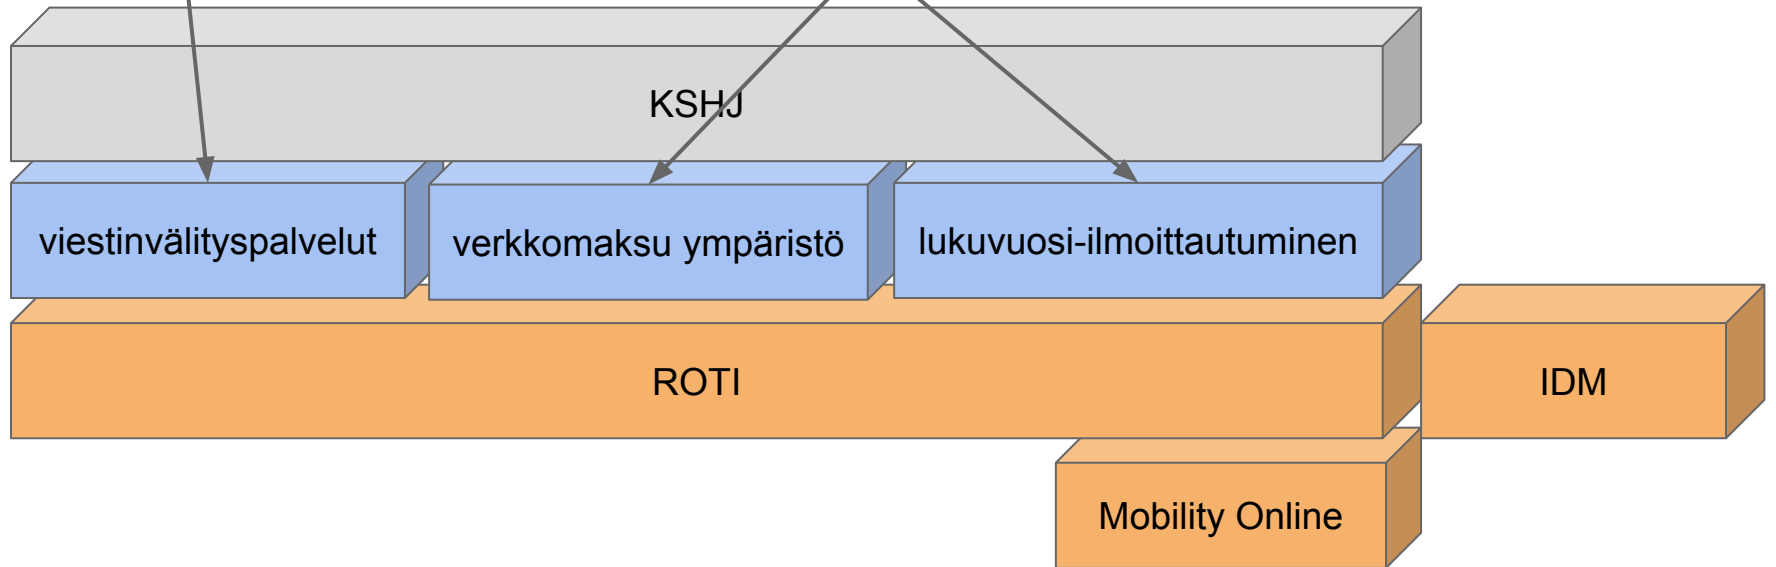 KSHJ
viestinvälityspalvelut
verkkomaksu ympäristö
lukuvuosi-ilmoittautuminen
ROTI
IDM
Mobility Online